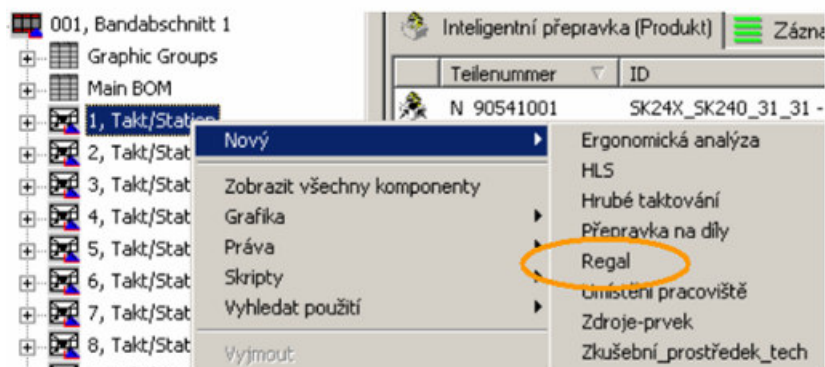 001, Bandabschnitt 1
Graphic Groups
Main BOM
1, Takt/Station
2, Takt/Stat
3, Takt/Stat
4, Takt/Stat
5, Takt/Stat
6, Takt/Stat
7, Takt/Stat
8, Takt/Stat
Inteligentní přepravka (Produkt) Zázna
Teilenummer ID
N 90541001 SK24X_SK240_31_31 -
Nový
Zobrazit všechny komponenty
Grafika
Práva
Skripty
Vyhledat použití
Vyjmout
Ergonomická analýza
HLS
Hrubé taktování
Přepravka na díly
Regal
Umístění pracoviště
Zdroje-prvek
Zkušební_prostředek_tech